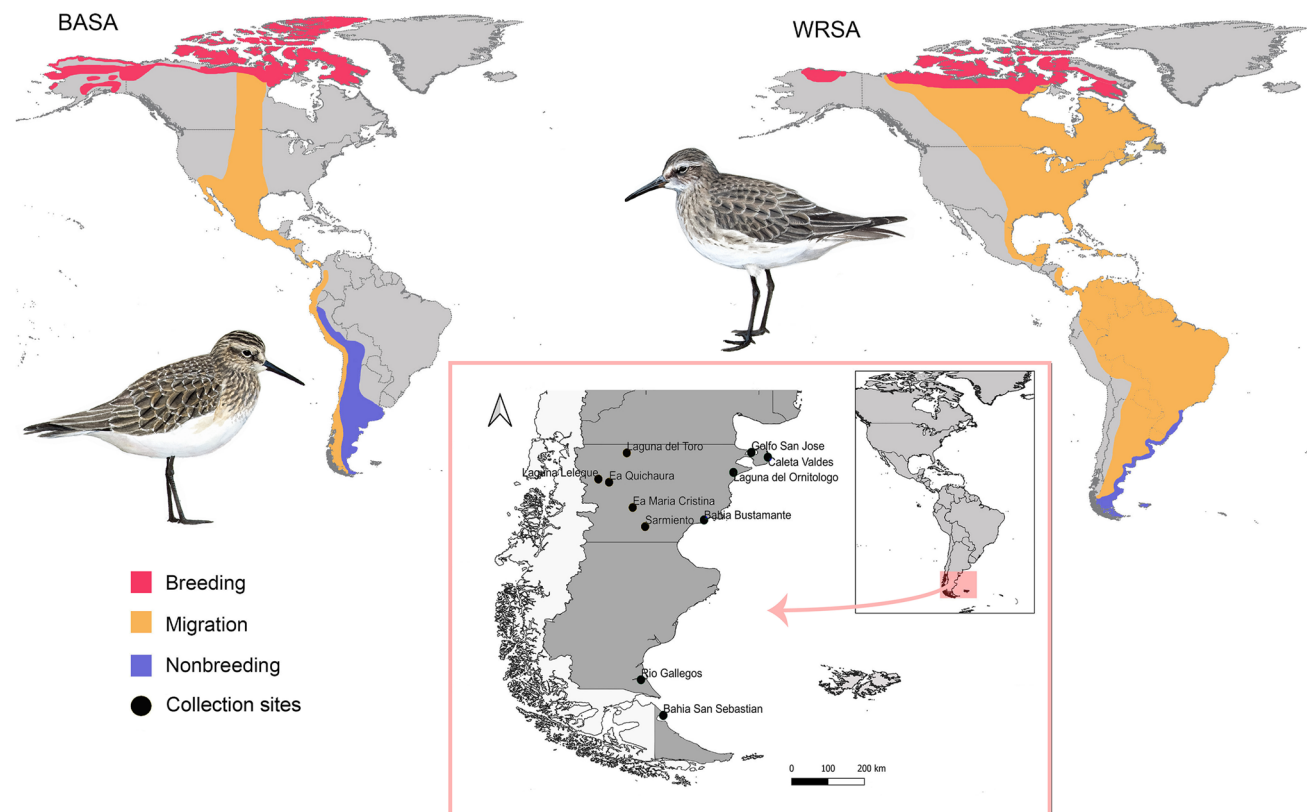 BASA
WRSA
Breeding
Migration
Nonbreeding
Collection sites
Laguna del Toro
Golfo San Jose
Caleta Valdes
Laguna Leleque
Ea Quichaura
Laguna del Ornitologo
Ea Maria Cristina
Sarmiento
Bahia Bustamante
Rio Gallegos
Bahia San Sebastian
0 100 200 km